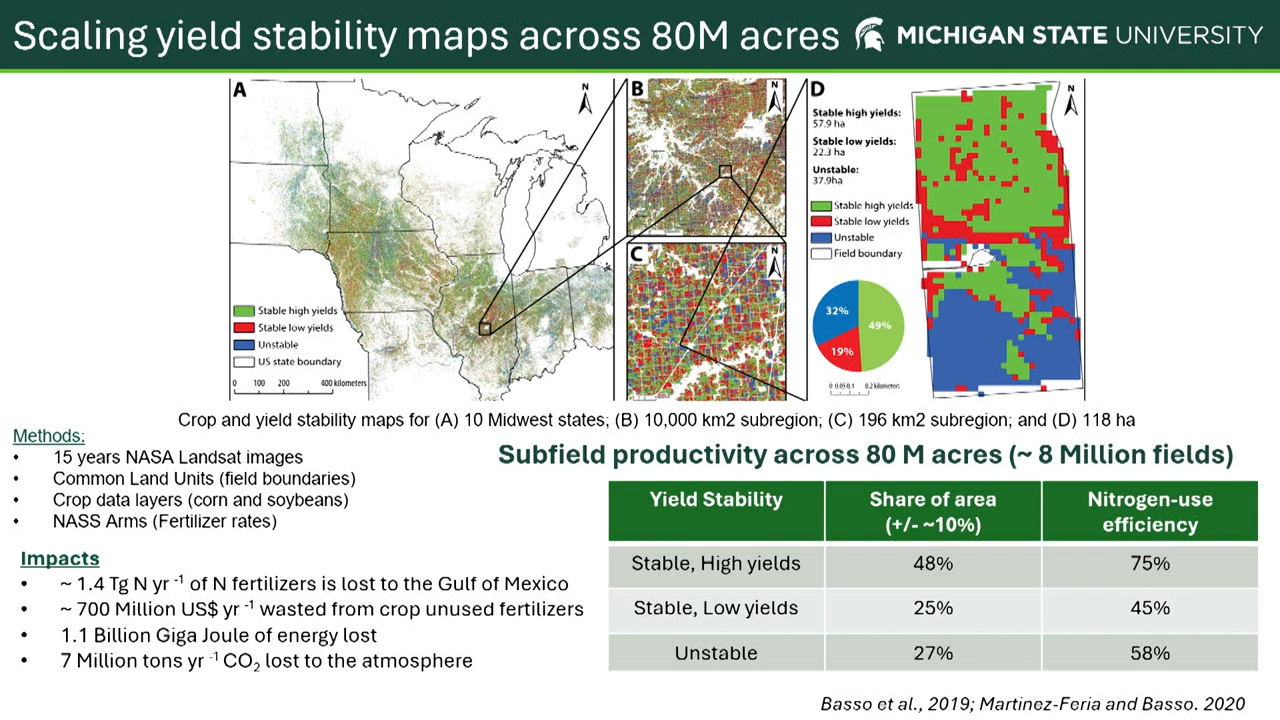 Scaling yield stability maps across 80M acres
MICHIGAN STATE UNIVERSITY
A
N
Stable high yields
Stable low yields
Unstable
US state boundary
0 100 200 400 kilometers
B
N
C
N
D
N
Stable high yields:
57.9 ha
Stable low yields:
22.3 ha
Unstable:
37.9ha
Stable high yields
Stable low yields
Unstable
Field boundary
32%
49%
19%
0 0.05 0.1 0.2 kilometers
Crop and yield stability maps for (A) 10 Midwest states; (B) 10,000 km2 subregion; (C) 196 km2 subregion; and (D) 118 ha
Methods:
• 15 years NASA Landsat images
• Common Land Units (field boundaries)
• Crop data layers (corn and soybeans)
• NASS Arms (Fertilizer rates)
Impacts
• ~ 1.4 Tg N yr -1 of N fertilizers is lost to the Gulf of Mexico
• ~ 700 Million US$ yr -1 wasted from crop unused fertilizers
• 1.1 Billion Giga Joule of energy lost
• 7 Million tons yr -1 CO2 lost to the atmosphere
Subfield productivity across 80 M acres (~ 8 Million fields)
Yield Stability Share of area (+/- ~10%) Nitrogen-use efficiency
Stable, High yields 48% 75%
Stable, Low yields 25% 45%
Unstable 27% 58%
Basso et al., 2019; Martinez-Feria and Basso. 2020